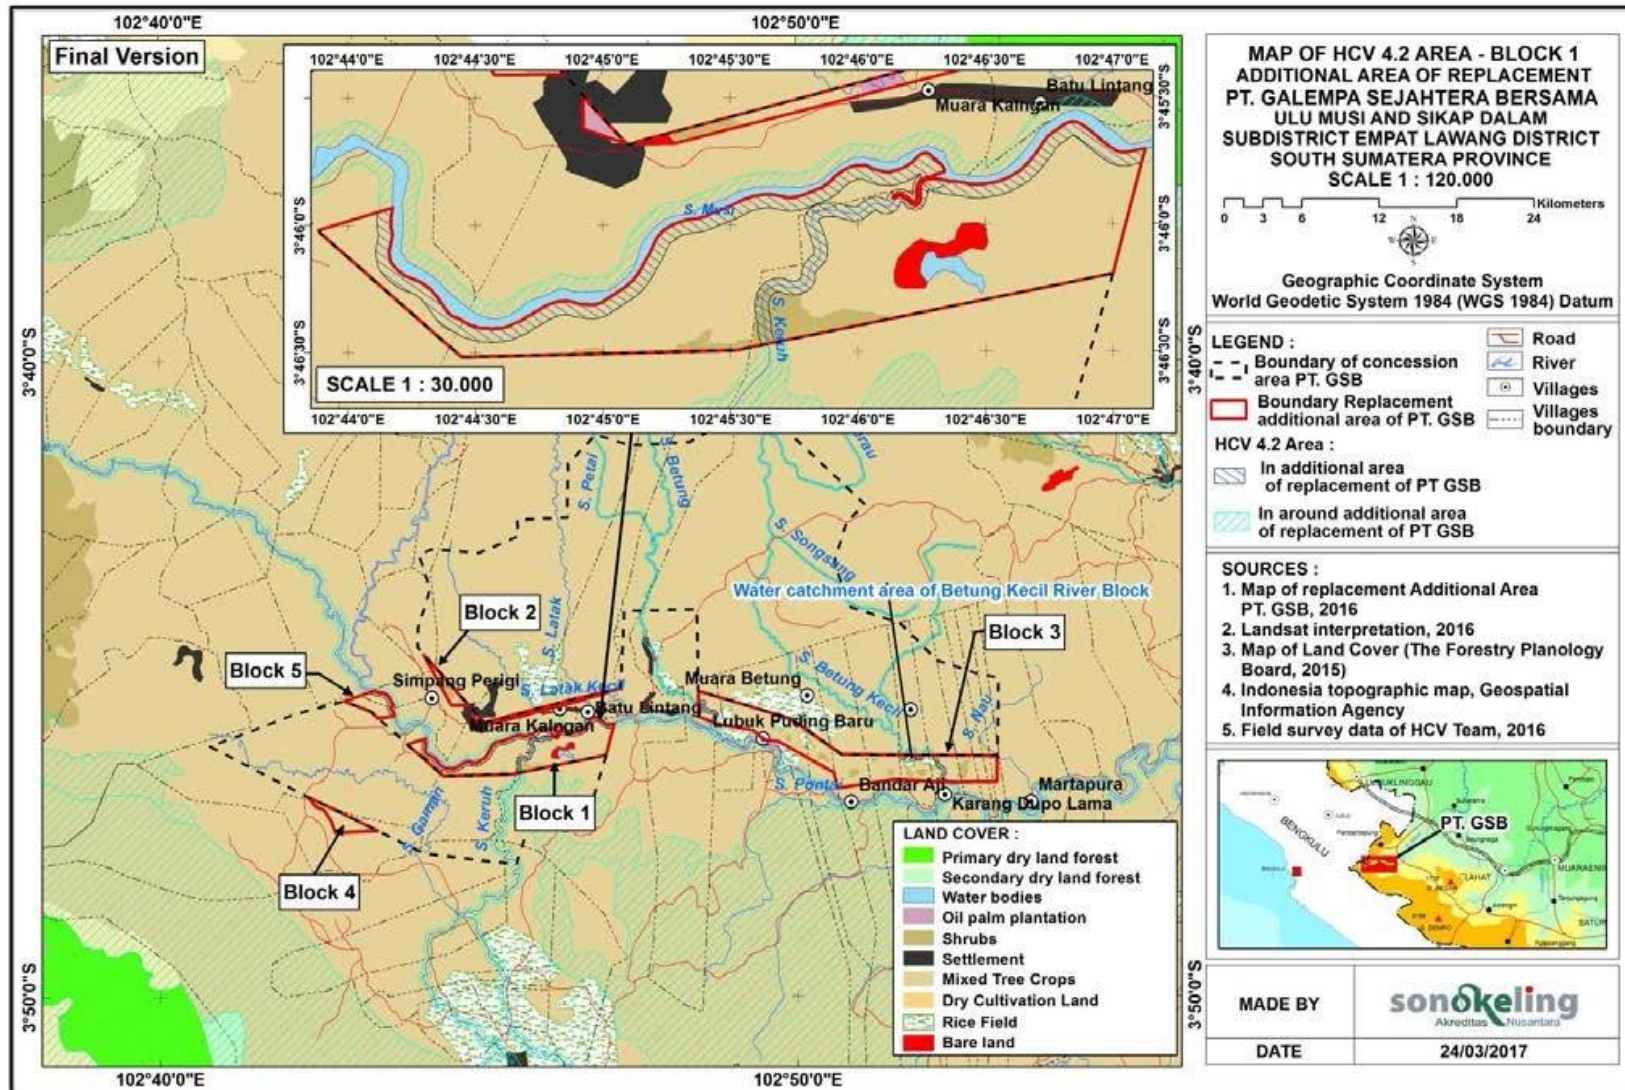 102°40'0"E
102°50'0"E
Final Version
102°44'0"E
102°44'30"E
102°45'0"E
102°45'30"E
102°46'0"E
102°46'30"E
102°47'0"E
Batu Lintang
Muara Kalngan
3°45'30"S
3°46'0"S
3°46'0"S
3°46'30"S
3°46'30"S
S. Musi
S. Keruh
SCALE 1 : 30.000
102°44'0"E
102°44'30"E
102°45'0"E
102°45'30"E
102°46'0"E
102°46'30"E
102°47'0"E
3°40'0"S
3°40'0"S
S. Petai
S. Betung
S. Songsang
Water catchment area of Betung Kecil River Block
Block 2
S. Latak
Block 3
Block 5
Simpang Perigi
S. Latak Kecil
Muara Betung
S. Betung Kecil
S. Nau
Muara Kalngan
Batu Lintang
Lubuk Puding Baru
S. Pontai
Bandar Aji
Martapura
Karang Dupo Lama
Block 1
S. Gaman
S. Keruh
Block 4
3°50'0"S
3°50'0"S
LAND COVER :
Primary dry land forest
Secondary dry land forest
Water bodies
Oil palm plantation
Shrubs
Settlement
Mixed Tree Crops
Dry Cultivation Land
Rice Field
Bare land
102°40'0"E
102°50'0"E
MAP OF HCV 4.2 AREA - BLOCK 1
ADDITIONAL AREA OF REPLACEMENT
PT. GALEMPA SEJAHTERA BERSAMA
ULU MUSI AND SIKAP DALAM
SUBDISTRICT EMPAT LAWANG DISTRICT
SOUTH SUMATERA PROVINCE
SCALE 1 : 120.000
0 3 6 12 18 24 Kilometers
N
W E
S
Geographic Coordinate System
World Geodetic System 1984 (WGS 1984) Datum
LEGEND :
Boundary of concession
area PT. GSB
Boundary Replacement
additional area of PT. GSB
Road
River
Villages
Villages
boundary
HCV 4.2 Area :
In additional area
of replacement of PT GSB
In around additional area
of replacement of PT GSB
SOURCES :
1. Map of replacement Additional Area
PT. GSB, 2016
2. Landsat interpretation, 2016
3. Map of Land Cover (The Forestry Planology
Board, 2015)
4. Indonesia topographic map, Geospatial
Information Agency
5. Field survey data of HCV Team, 2016
BENGKULU
PT. GSB
LAHAT
MADE BY
sonokeling
Akreditas Nusantara
DATE
24/03/2017